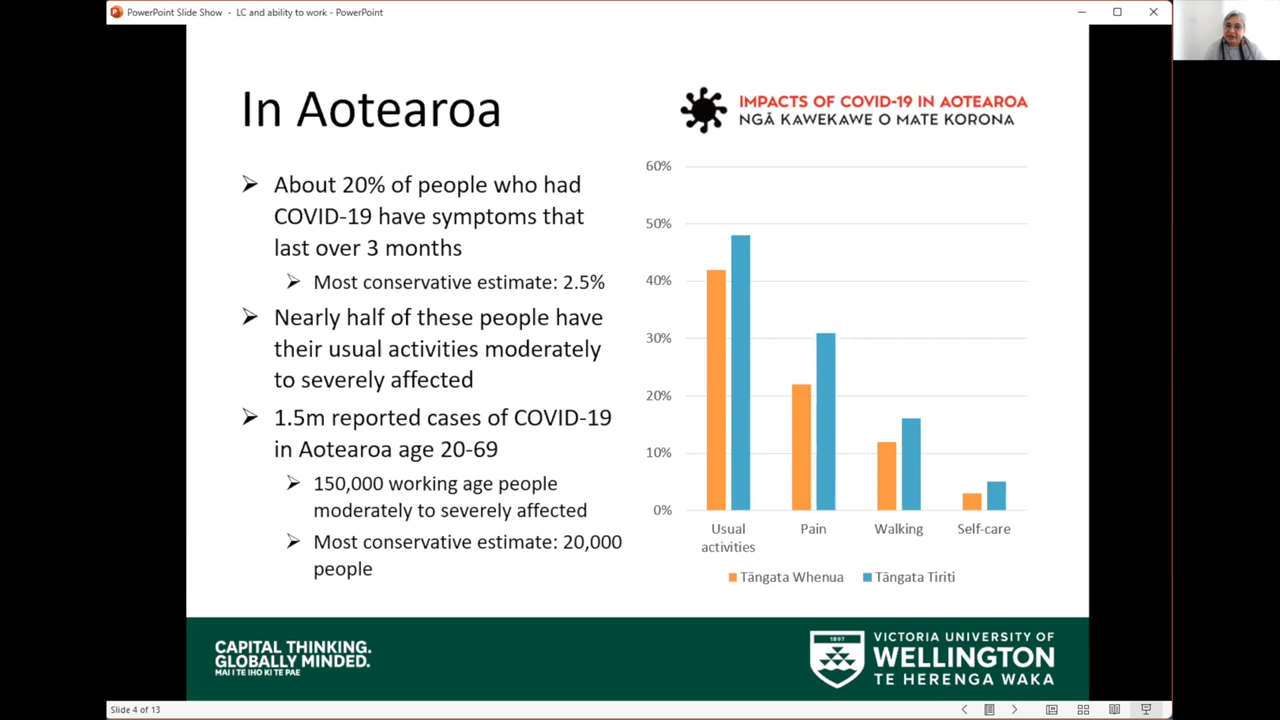 PowerPoint Slide Show - LC and ability to work - PowerPoint
In Aotearoa
About 20% of people who had
COVID-19 have symptoms that
last over 3 months
Most conservative estimate: 2.5%
Nearly half of these people have
their usual activities moderately
to severely affected
1.5m reported cases of COVID-19
in Aotearoa age 20-69
150,000 working age people
moderately to severely affected
Most conservative estimate: 20,000
people
IMPACTS OF COVID-19 IN AOTEAROA
NGĀ KAWEKAWE O MATE KORONA
60%
50%
40%
30%
20%
10%
0%
Usual
activities
Pain
Walking
Self-care
Tāngata Whenua
Tāngata Tiriti
CAPITAL THINKING.
GLOBALLY MINDED.
MAI I TE IHO KI TE PAE
1897
VICTORIA UNIVERSITY OF
WELLINGTON
TE HERENGA WAKA
Slide 4 of 13